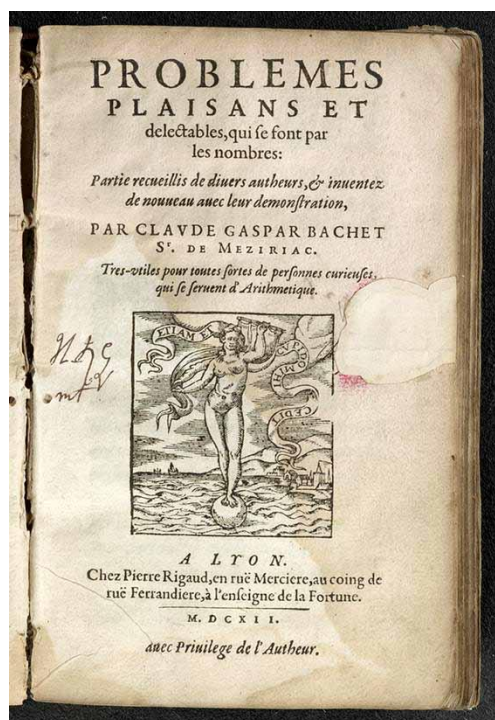 PROBLEMES
PLAISANS ET
delectables, qui ſe font par
les nombres:
Partie recueillis de diuers autheurs, & inuentez
de nouueau auec leur demonſtration,
PAR CLAVDE GASPAR BACHET
Sr. DE MEZIRIAC.
Tres-vtiles pour toutes ſortes de perſonnes curieuſes,
qui ſe ſeruent d'Arithmetique.
ETIAM
DOMIHI
CEDIT
A LYON.
Chez Pierre Rigaud, en ruë Merciere, au coing de
ruë Ferrandiere, à l'enſeigne de la Fortune.
M. DCXII.
auec Priuilege de l'Autheur.